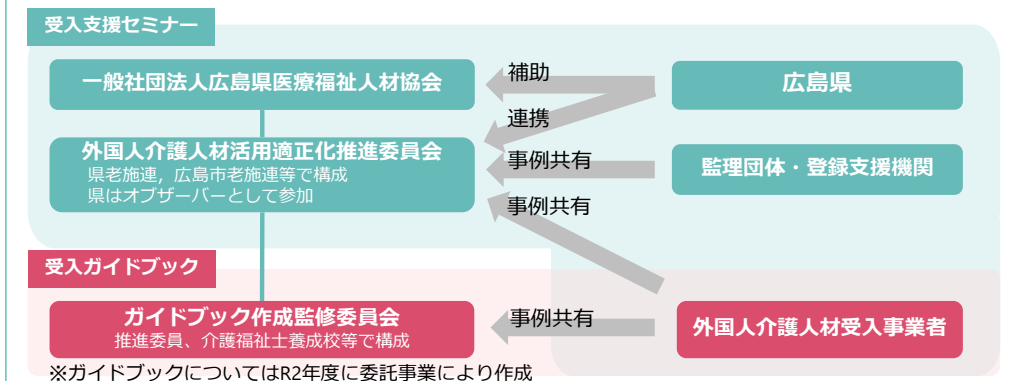 受入支援セミナー
一般社団法人広島県医療福祉人材協会
補助
広島県
連携
外国人介護人材活用適正化推進委員会
県老施連，広島市老施連等で構成
県はオブザーバーとして参加
事例共有
監理団体・登録支援機関
事例共有
受入ガイドブック
ガイドブック作成監修委員会
推進委員、介護福祉士養成校等で構成
事例共有
外国人介護人材受入事業者
※ガイドブックについてはR2年度に委託事業により作成